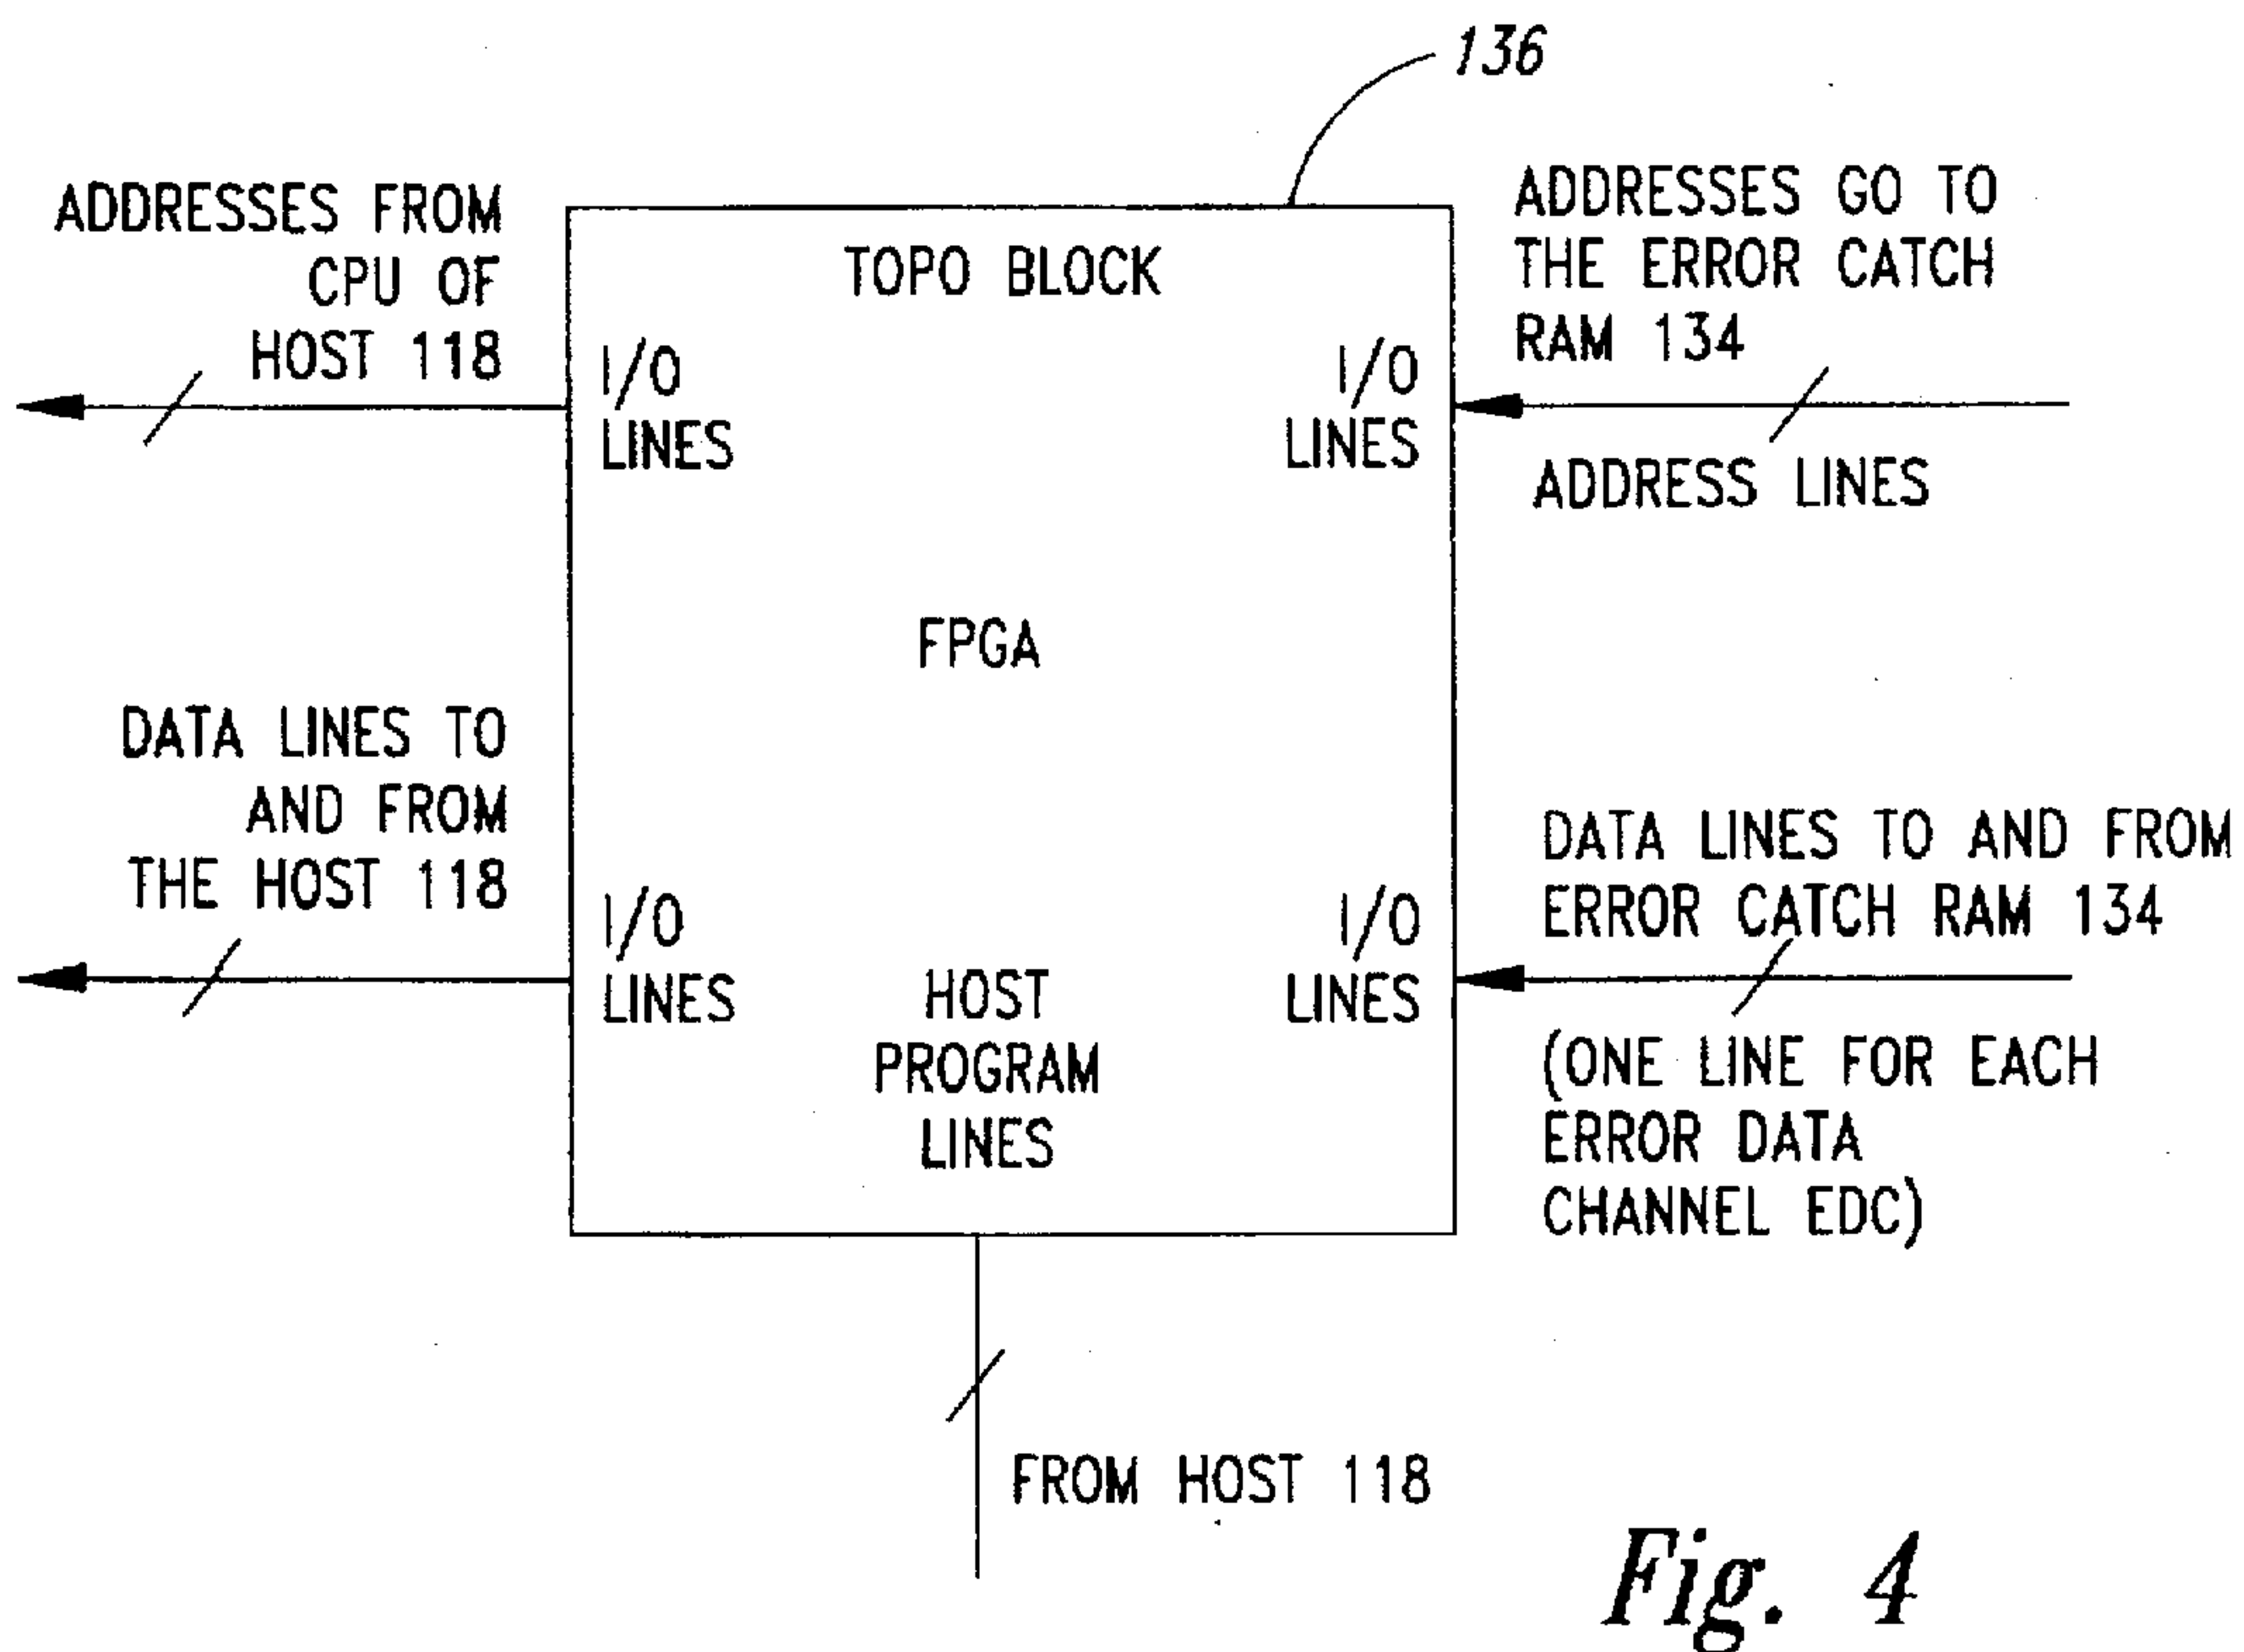 136
ADDRESSES FROM
CPU OF
HOST 118
TOPO BLOCK
ADDRESSES GO TO
THE ERROR CATCH
RAM 134
I/O
LINES
I/O
LINES
ADDRESS LINES
FPGA
DATA LINES TO
AND FROM
THE HOST 118
DATA LINES TO AND FROM
ERROR CATCH RAM 134
I/O
LINES
HOST
PROGRAM
LINES
I/O
LINES
(ONE LINE FOR EACH
ERROR DATA
CHANNEL EDC)
FROM HOST 118
Fig. 4